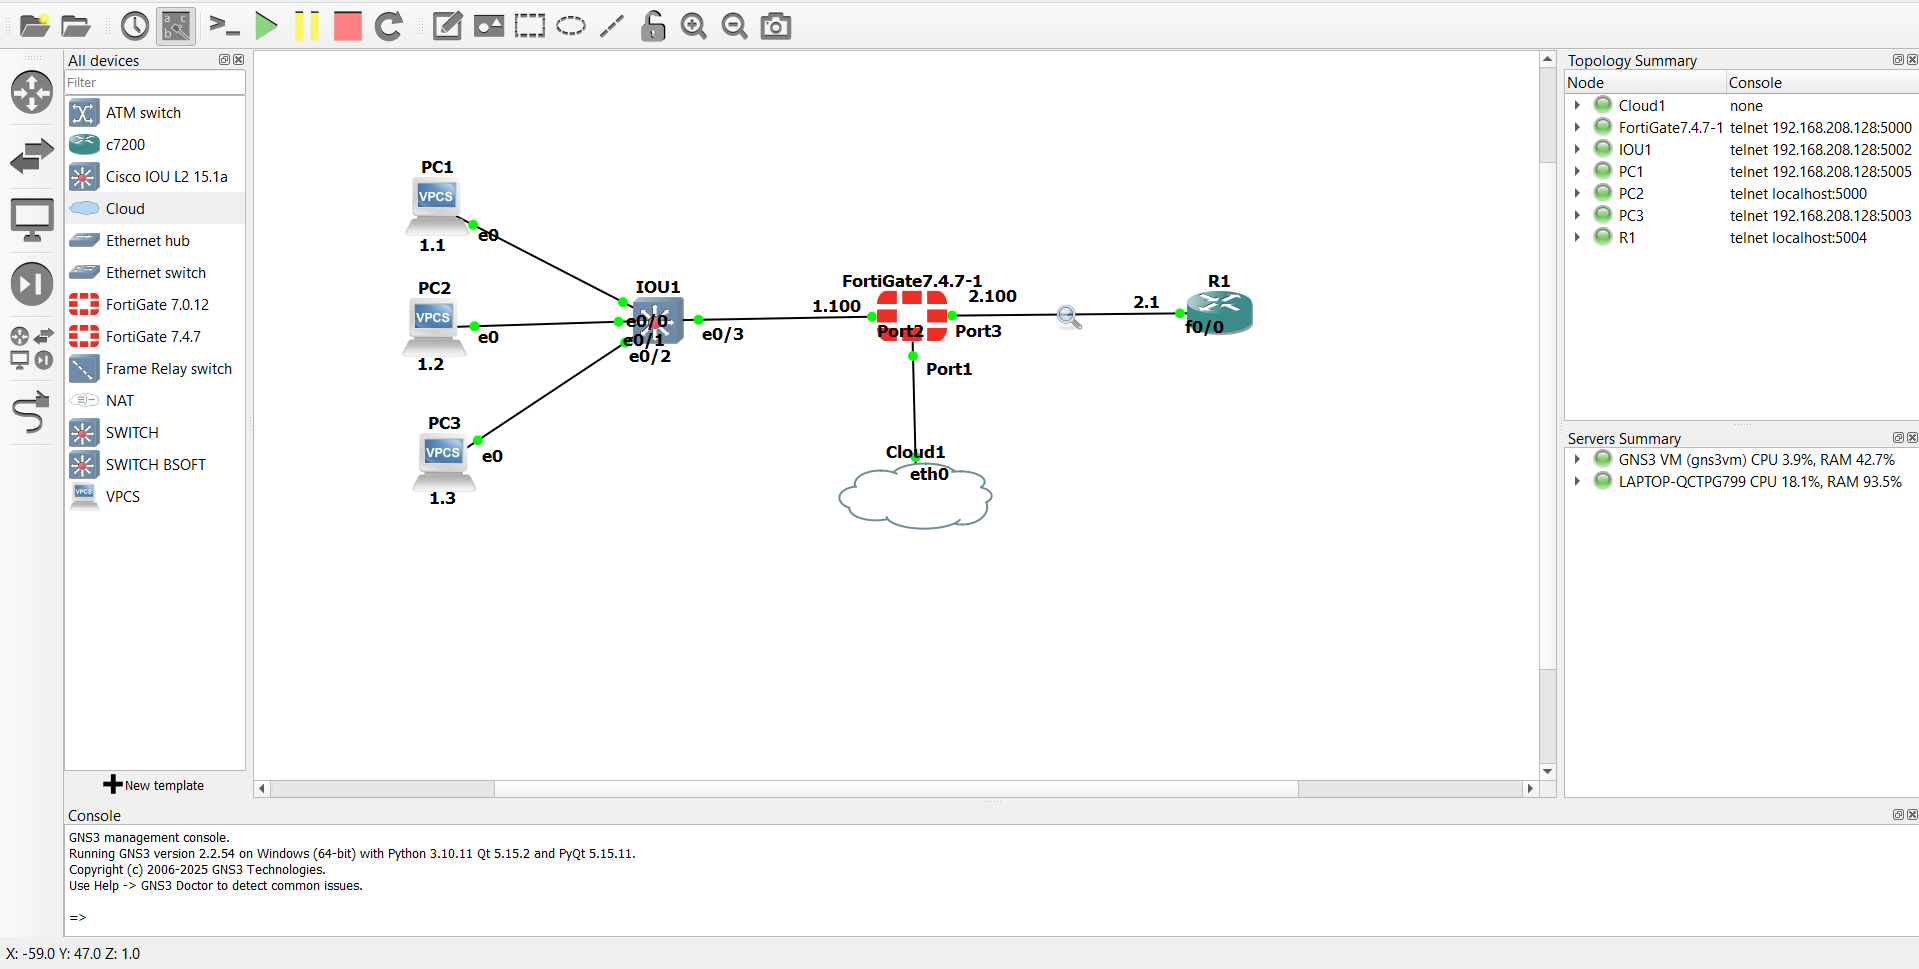 All devices
Filter
ATM switch
c7200
Cisco IOU L2 15.1a
Cloud
Ethernet hub
Ethernet switch
FortiGate 7.0.12
FortiGate 7.4.7
Frame Relay switch
NAT
SWITCH
SWITCH BSOFT
VPCS
New template
PC1
VPCS
1.1
e0
PC2
VPCS
1.2
e0
PC3
VPCS
1.3
e0
IOU1
e0/0
e0/1
e0/2
e0/3
FortiGate7.4.7-1
1.100
2.100
Port2
Port3
Port1
2.1
R1
f0/0
Cloud1
eth0
Topology Summary
Node Console
Cloud1 none
FortiGate7.4.7-1 telnet 192.168.208.128:5000
IOU1 telnet 192.168.208.128:5002
PC1 telnet 192.168.208.128:5005
PC2 telnet localhost:5000
PC3 telnet 192.168.208.128:5003
R1 telnet localhost:5004
Servers Summary
GNS3 VM (gns3vm) CPU 3.9%, RAM 42.7%
LAPTOP-QCTPG799 CPU 18.1%, RAM 93.5%
Console
GNS3 management console.
Running GNS3 version 2.2.54 on Windows (64-bit) with Python 3.10.11 Qt 5.15.2 and PyQt 5.15.11.
Copyright (c) 2006-2025 GNS3 Technologies.
Use Help -> GNS3 Doctor to detect common issues.
=>
X: -59.0 Y: 47.0 Z: 1.0